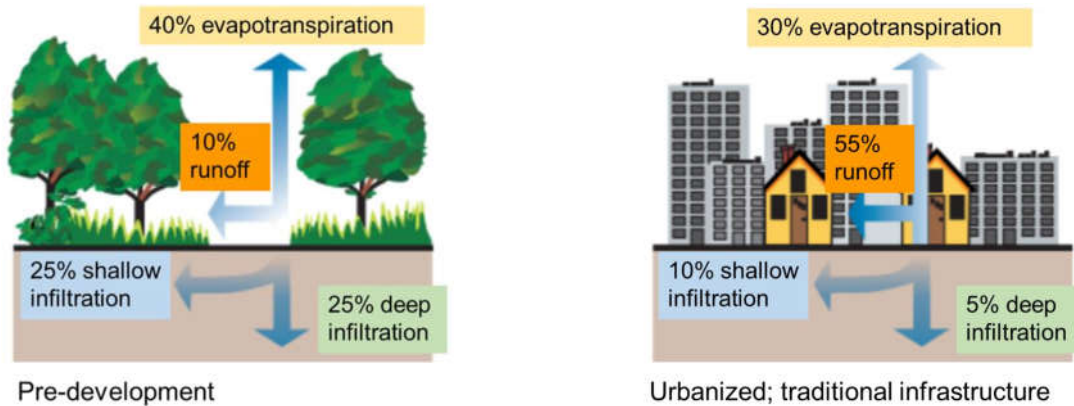 40% evapotranspiration
10%
runoff
25% shallow
infiltration
25% deep
infiltration
Pre-development
30% evapotranspiration
55%
runoff
10% shallow
infiltration
5% deep
infiltration
Urbanized; traditional infrastructure